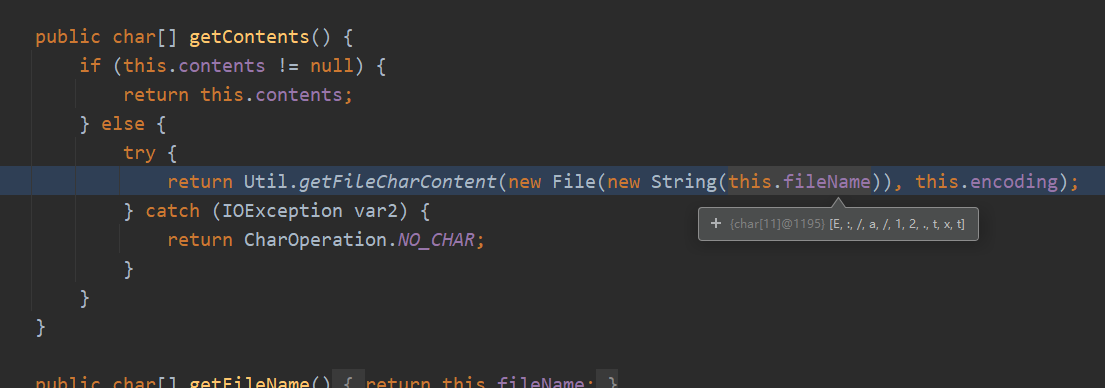 public char[] getContents() {
if (this.contents != null) {
return this.contents;
} else {
try {
return Util.getFileCharContent(new File(new String(this.fileName)), this.encoding);
} catch (IOException var2) {
+ {char[11]@1195} [E, :, /, a, /, 1, 2, ., t, x, t]
return CharOperation.NO_CHAR;
}
}
}
public char[] getFileName() { return this.fileName; }